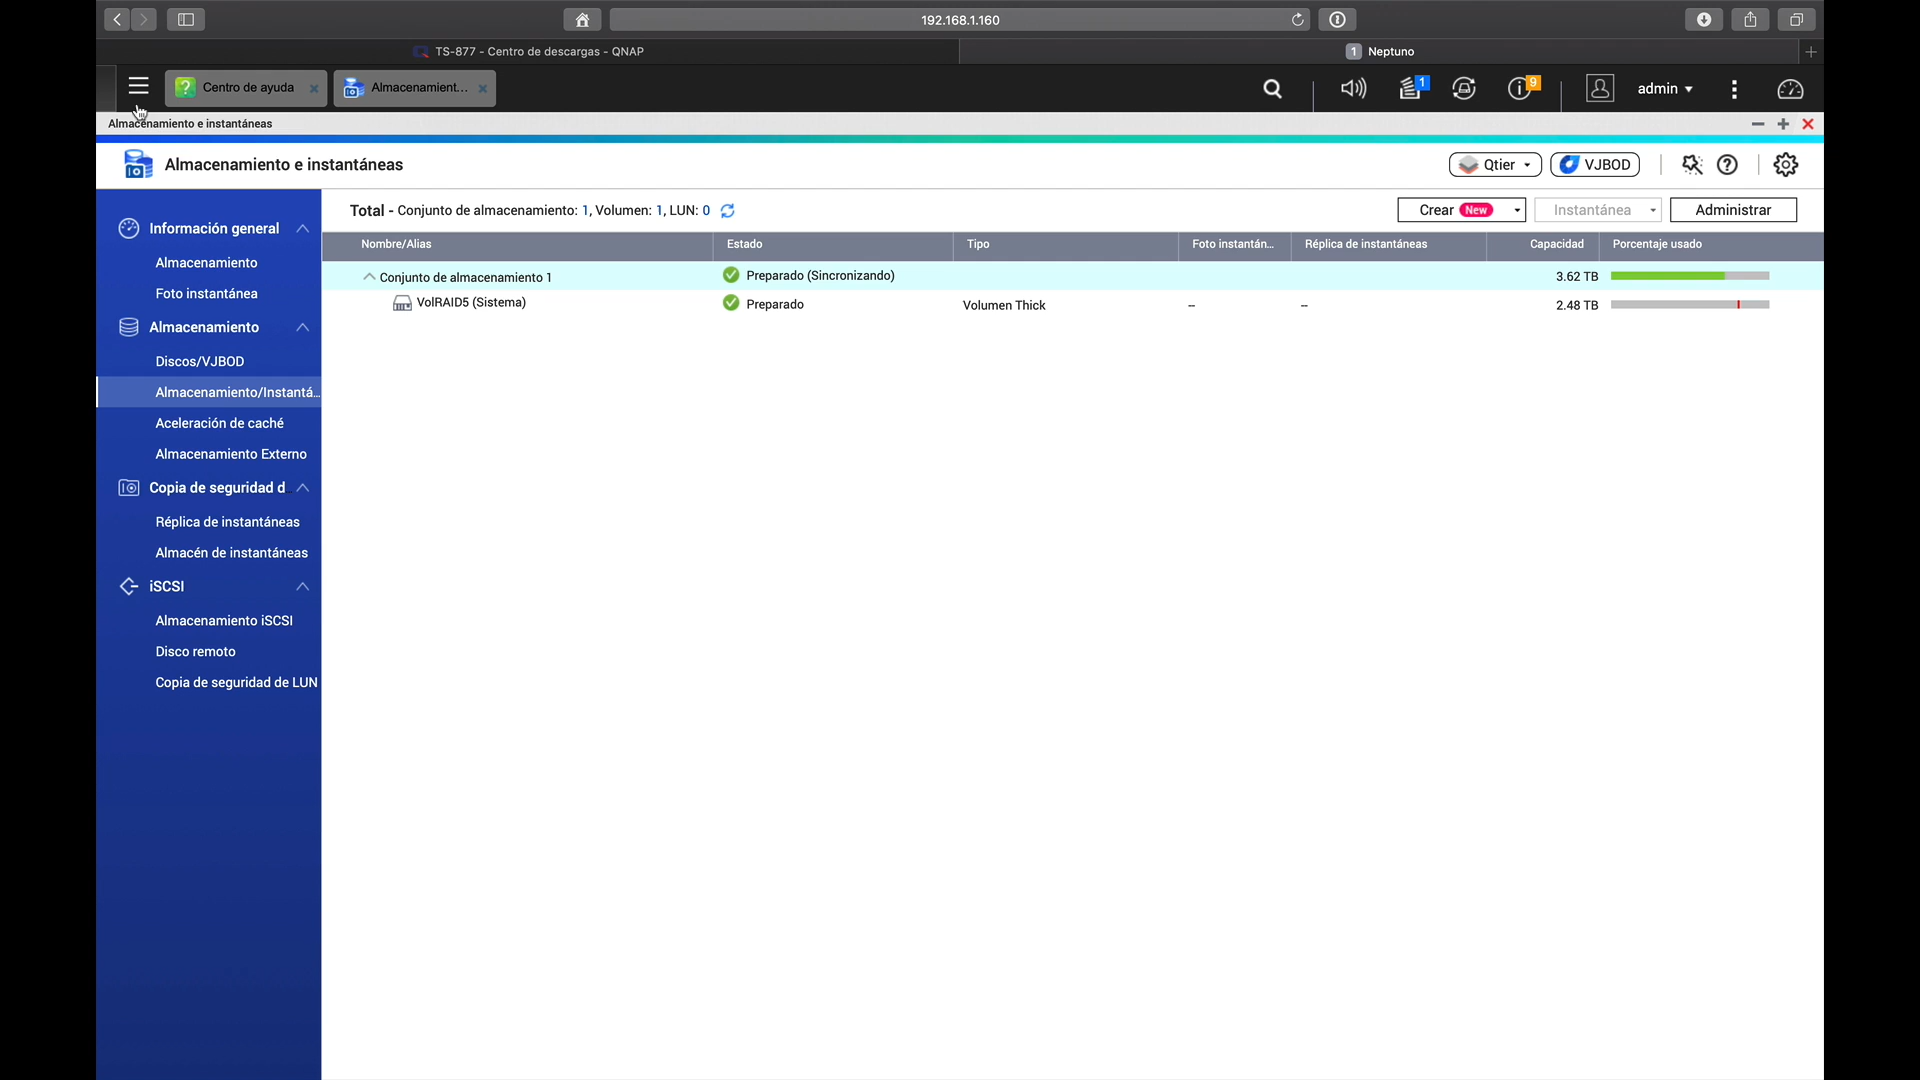 192.168.1.160
TS-877 - Centro de descargas - QNAP
1 Neptuno
Centro de ayuda
Almacenamient...
1
9
admin
Almacenamiento e instantáneas
Almacenamiento e instantáneas
Qtier
VJBOD
Información general
Almacenamiento
Foto instantánea
Almacenamiento
Discos/VJBOD
Almacenamiento/Instantá...
Aceleración de caché
Almacenamiento Externo
Copia de seguridad d
Réplica de instantáneas
Almacén de instantáneas
iSCSI
Almacenamiento iSCSI
Disco remoto
Copia de seguridad de LUN
Total - Conjunto de almacenamiento: 1, Volumen: 1, LUN: 0
Crear New
Instantánea
Administrar
Nombre/Alias Estado Tipo Foto instantán... Réplica de instantáneas Capacidad Porcentaje usado
Conjunto de almacenamiento 1 Preparado (Sincronizando) 3.62 TB
VolRAID5 (Sistema) Preparado Volumen Thick -- -- 2.48 TB